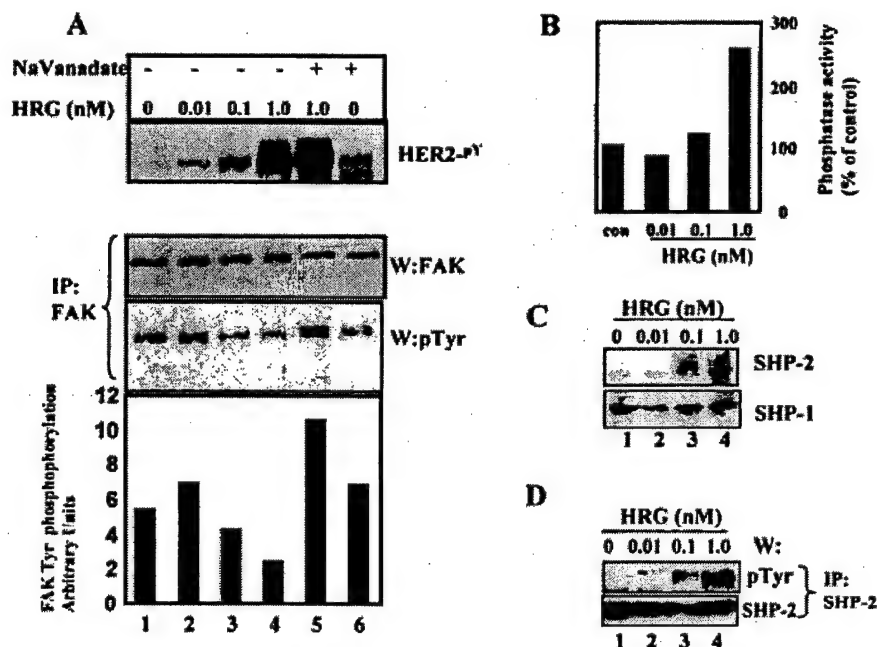 A
NaVanadate - - - - + +
HRG (nM) 0 0.01 0.1 1.0 1.0 0
HER2-pY
IP:
FAK
W:FAK
W:pTyr
FAK Tyr phosphophorylation
Arbitrary Units
12
10
8
6
4
2
0
1 2 3 4 5 6
B
300
200
100
0
Phosphatase activity
(% of control)
con 0.01 0.1 1.0
HRG (nM)
C
HRG (nM)
0 0.01 0.1 1.0
SHP-2
SHP-1
1 2 3 4
D
HRG (nM)
0 0.01 0.1 1.0 W:
pTyr
SHP-2
IP:
SHP-2
1 2 3 4